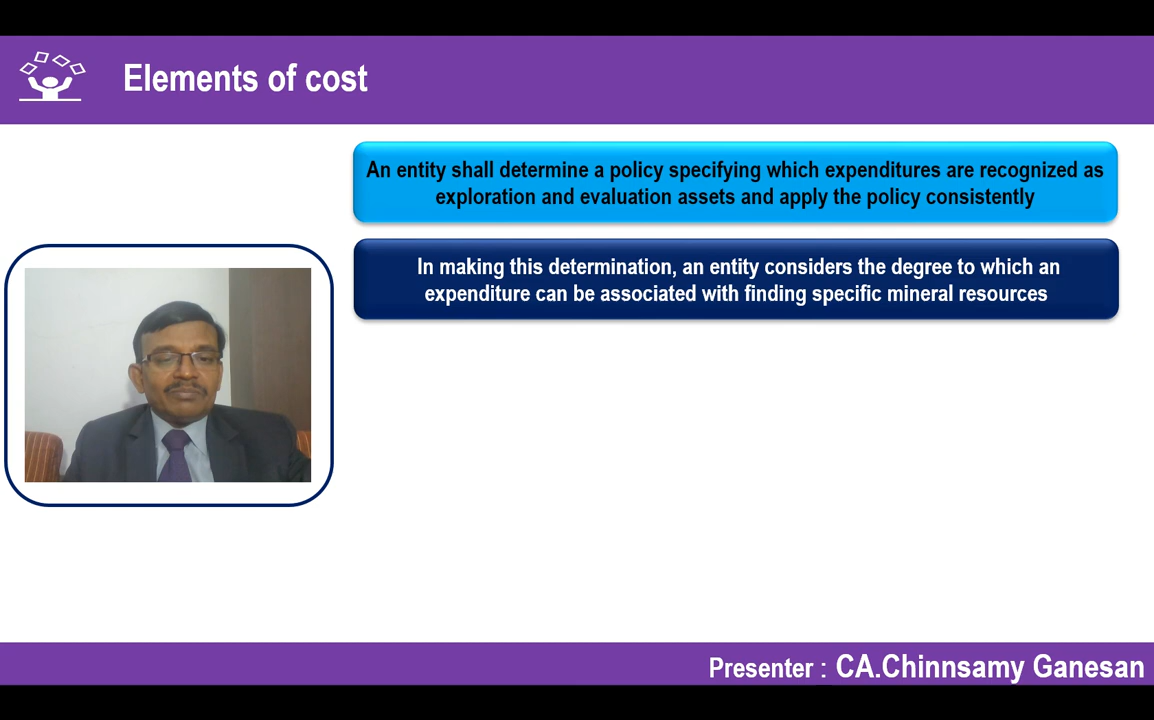 Elements of cost
An entity shall determine a policy specifying which expenditures are recognized as
exploration and evaluation assets and apply the policy consistently
In making this determination, an entity considers the degree to which an
expenditure can be associated with finding specific mineral resources
Presenter : CA.Chinnsamy Ganesan